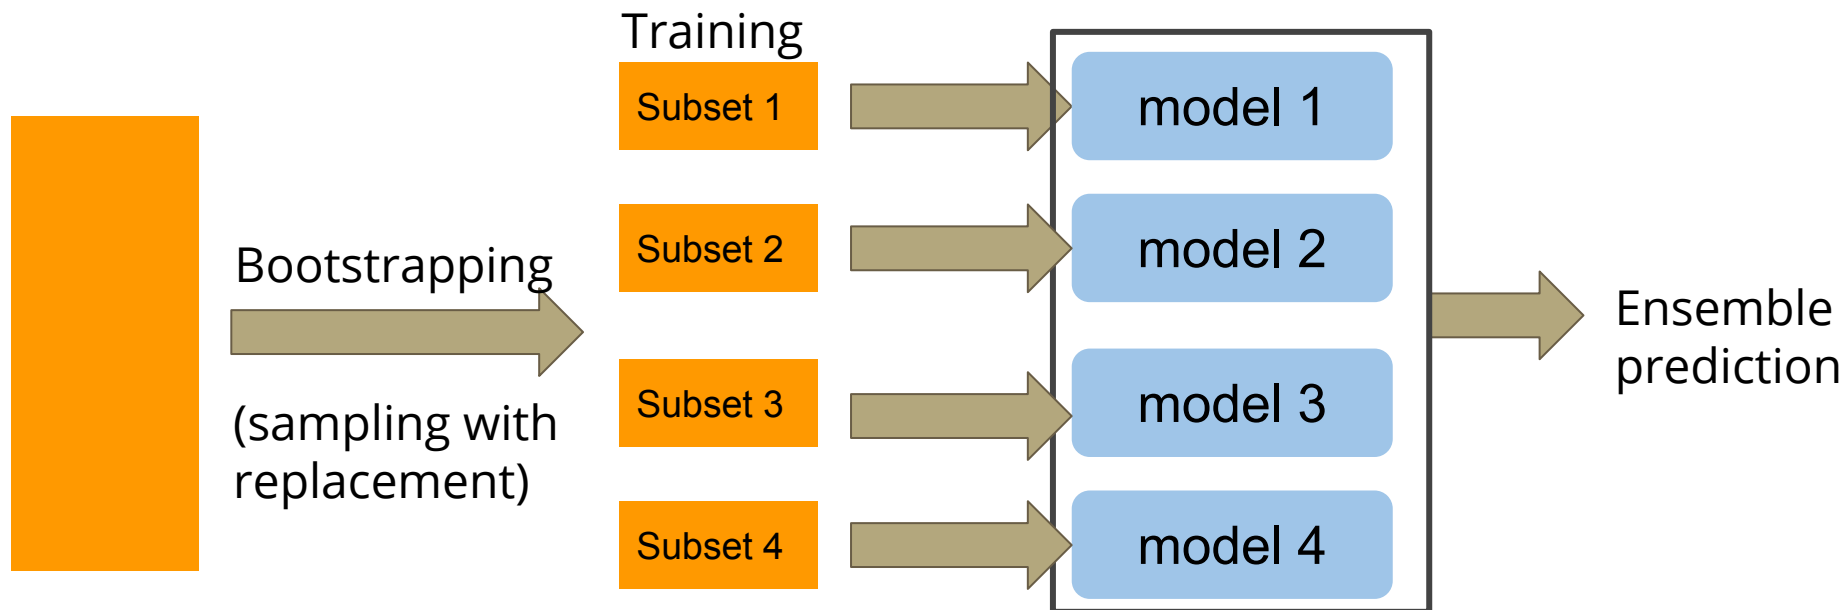 Bootstrapping
(sampling with
replacement)
Training
Subset 1
Subset 2
Subset 3
Subset 4
model 1
model 2
model 3
model 4
Ensemble
prediction